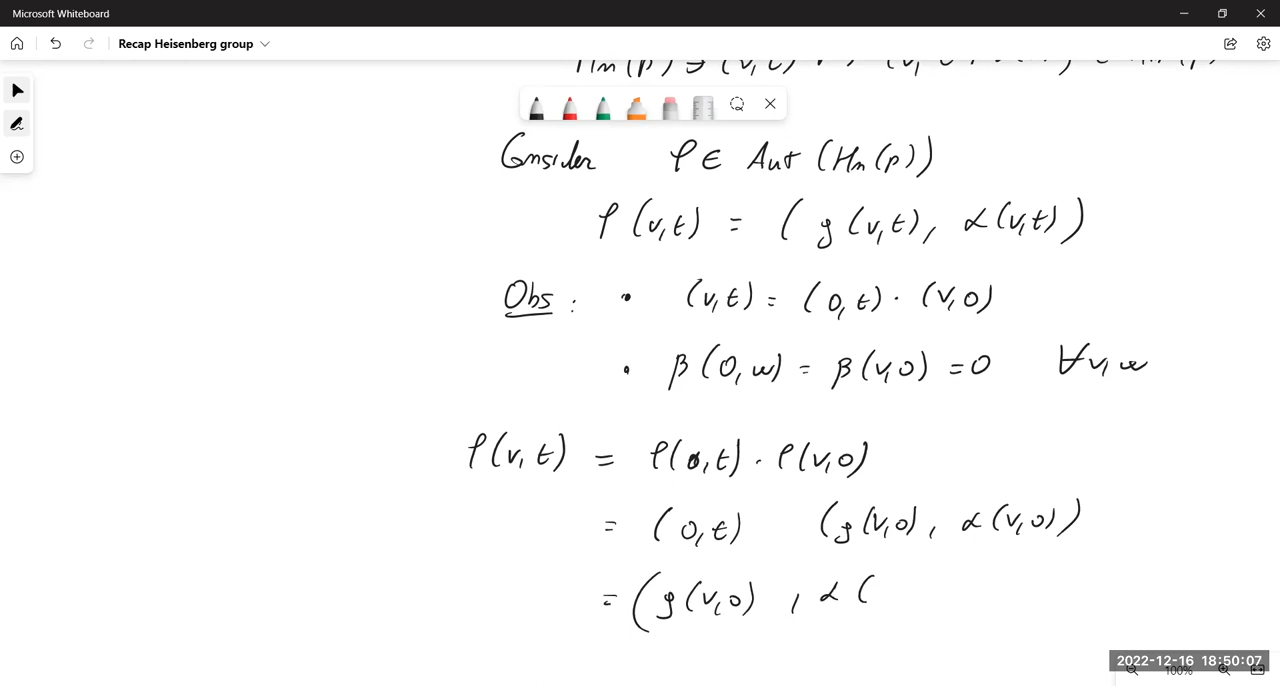 Microsoft Whiteboard
Recap Heisenberg group
Consider φ ∈ Aut (Hn(p))
φ(v,t) = ( g(v,t), α(v,t) )
Obs : • (v,t) = (0,t) · (v,0)
• β(0,w) = β(v,0) = 0 ∀v,w
φ(v,t) = φ(0,t) · φ(v,0)
= (0,t) (g(v,0), α(v,0))
= (g(v,0) , α(
2022-12-16 18:50:07
100%